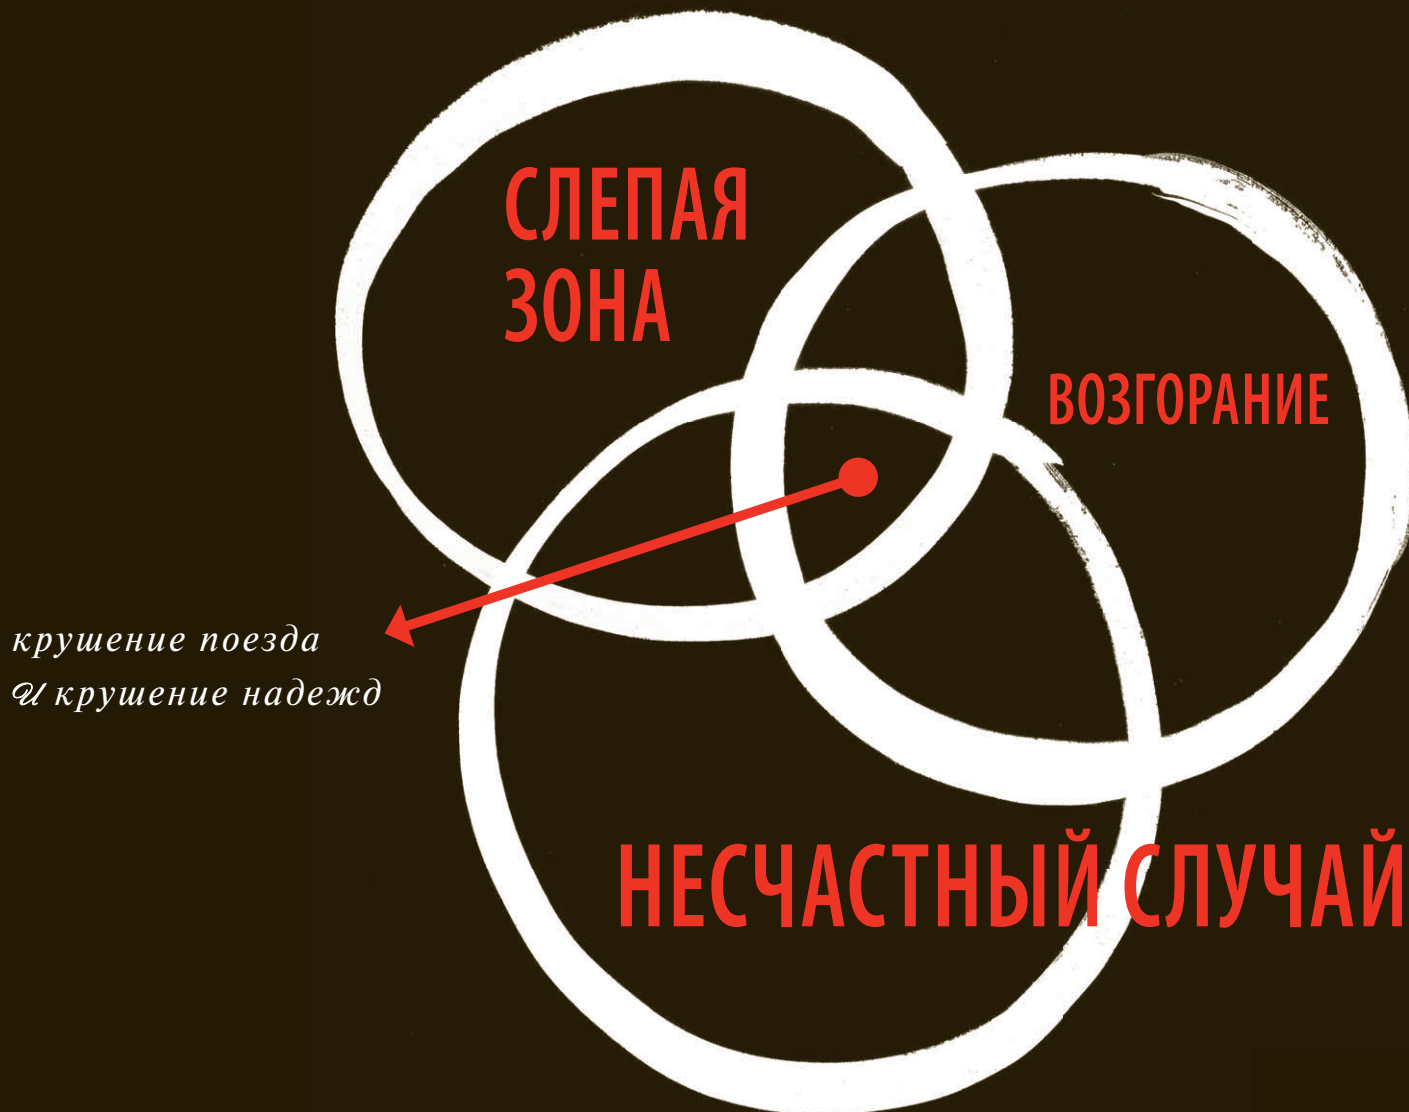 СЛЕПАЯ
ЗОНА
ВОЗГОРАНИЕ
крушение поезда
И крушение надежд
НЕСЧАСТНЫЙ СЛУЧАЙ